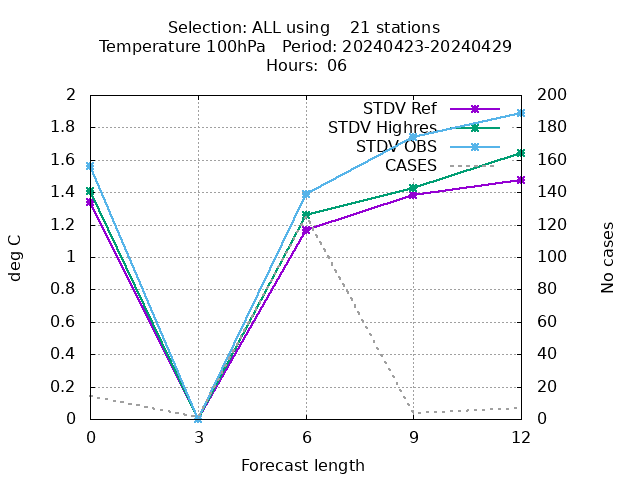 Selection: ALL using    21 stations
Temperature 100hPa   Period: 20240423-20240429
Hours: 06
STDV Ref
STDV Highres
STDV OBS
CASES
deg C
2
1.8
1.6
1.4
1.2
1
0.8
0.6
0.4
0.2
0
200
180
160
140
120
100
80
60
40
20
0
No cases
0 3 6 9 12
Forecast length